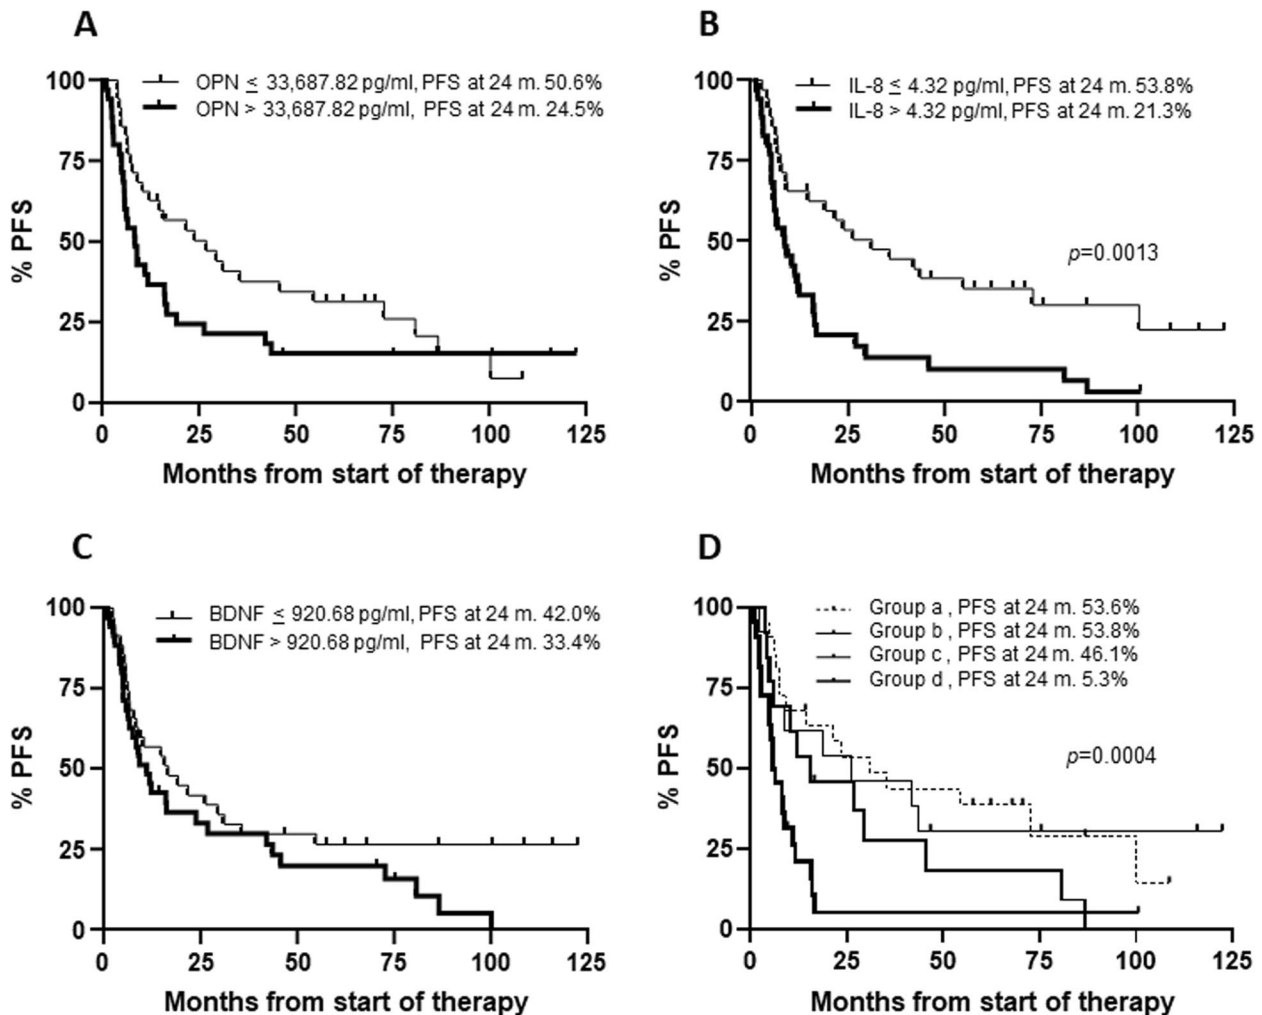 A
OPN ≤ 33,687.82 pg/ml, PFS at 24 m. 50.6%
OPN > 33,687.82 pg/ml, PFS at 24 m. 24.5%
100
75
50
25
0
% PFS
0 25 50 75 100 125
Months from start of therapy
B
IL-8 ≤ 4.32 pg/ml, PFS at 24 m. 53.8%
IL-8 > 4.32 pg/ml, PFS at 24 m. 21.3%
p=0.0013
100
75
50
25
0
% PFS
0 25 50 75 100 125
Months from start of therapy
C
BDNF ≤ 920.68 pg/ml, PFS at 24 m. 42.0%
BDNF > 920.68 pg/ml, PFS at 24 m. 33.4%
100
75
50
25
0
% PFS
0 25 50 75 100 125
Months from start of therapy
D
Group a , PFS at 24 m. 53.6%
Group b , PFS at 24 m. 53.8%
Group c , PFS at 24 m. 46.1%
Group d , PFS at 24 m. 5.3%
p=0.0004
100
75
50
25
0
% PFS
0 25 50 75 100 125
Months from start of therapy